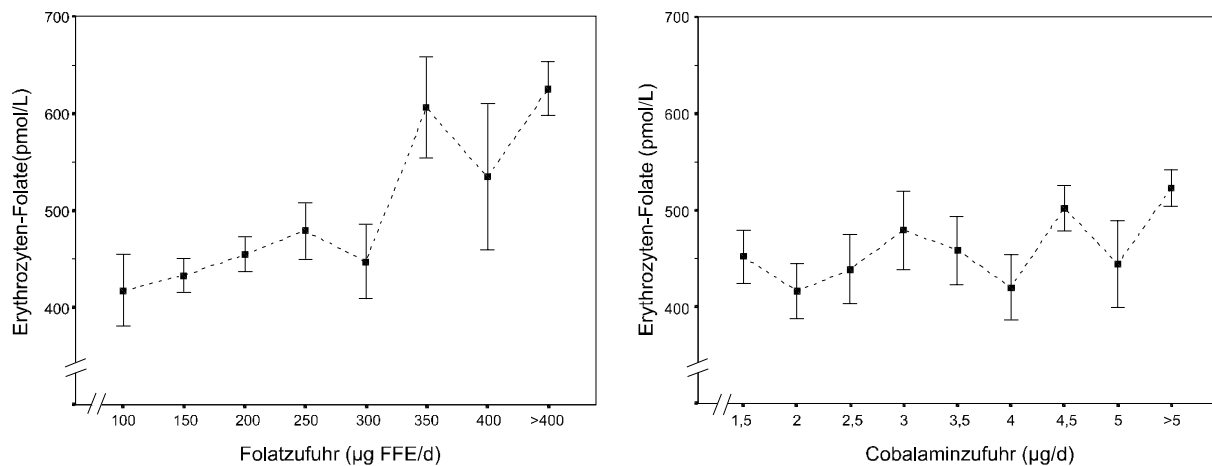 700
600
500
400
Erythrozyten-Folate(pmol/L)
100 150 200 250 300 350 400 >400
Folatzufuhr (µg FFE/d)
700
600
500
400
Erythrozyten-Folate (pmol/L)
1,5 2 2,5 3 3,5 4 4,5 5 >5
Cobalaminzufuhr (µg/d)